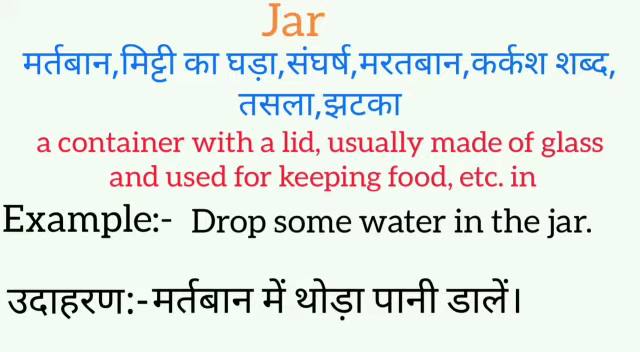 Jar
मर्तबान,मिट्टी का घड़ा,संघर्ष,मरतबान,कर्कश शब्द,
तसला,झटका
a container with a lid, usually made of glass
and used for keeping food, etc. in
Example:- Drop some water in the jar.
उदाहरण:-मर्तबान में थोड़ा पानी डालें।